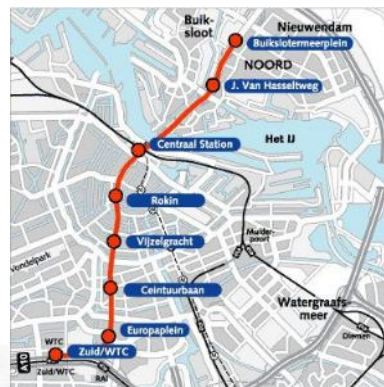 Buik-
sloot
Nieuwendam
Buikslotermeerplein
NOORD
J. Van Hasseltweg
Centraal Station
Het IJ
Rokin
Vijzelgracht
Muider-
poort
Vondelpark
Ceintuurbaan
Watergraafs
meer
Europaplein
Diemen
WTC
Zuid/WTC
Zuid/WTC
RAI